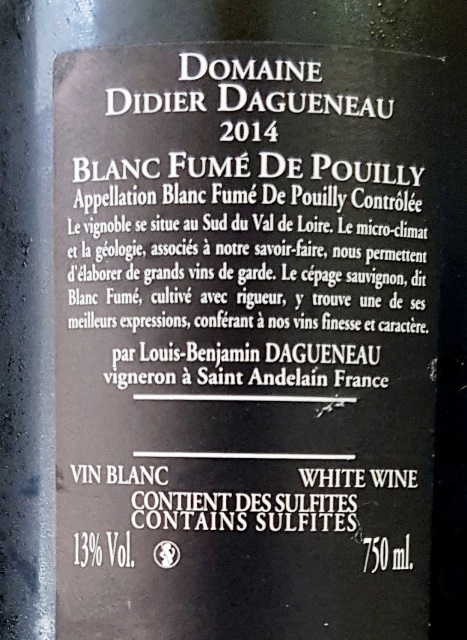 DOMAINE
DIDIER DAGUENEAU
2014
BLANC FUMÉ DE POUILLY
Appellation Blanc Fumé De Pouilly Contrôlée
Le vignoble se situe au Sud du Val de Loire. Le micro-climat
et la géologie, associés à notre savoir-faire, nous permettent
d'élaborer de grands vins de garde. Le cépage sauvignon, dit
Blanc Fumé, cultivé avec rigueur, y trouve une de ses
meilleurs expressions, conférant à nos vins finesse et caractère.
par Louis-Benjamin DAGUENEAU
vigneron à Saint Andelain France
VIN BLANC WHITE WINE
CONTIENT DES SULFITES
CONTAINS SULFITES
13% Vol. 750 ml.